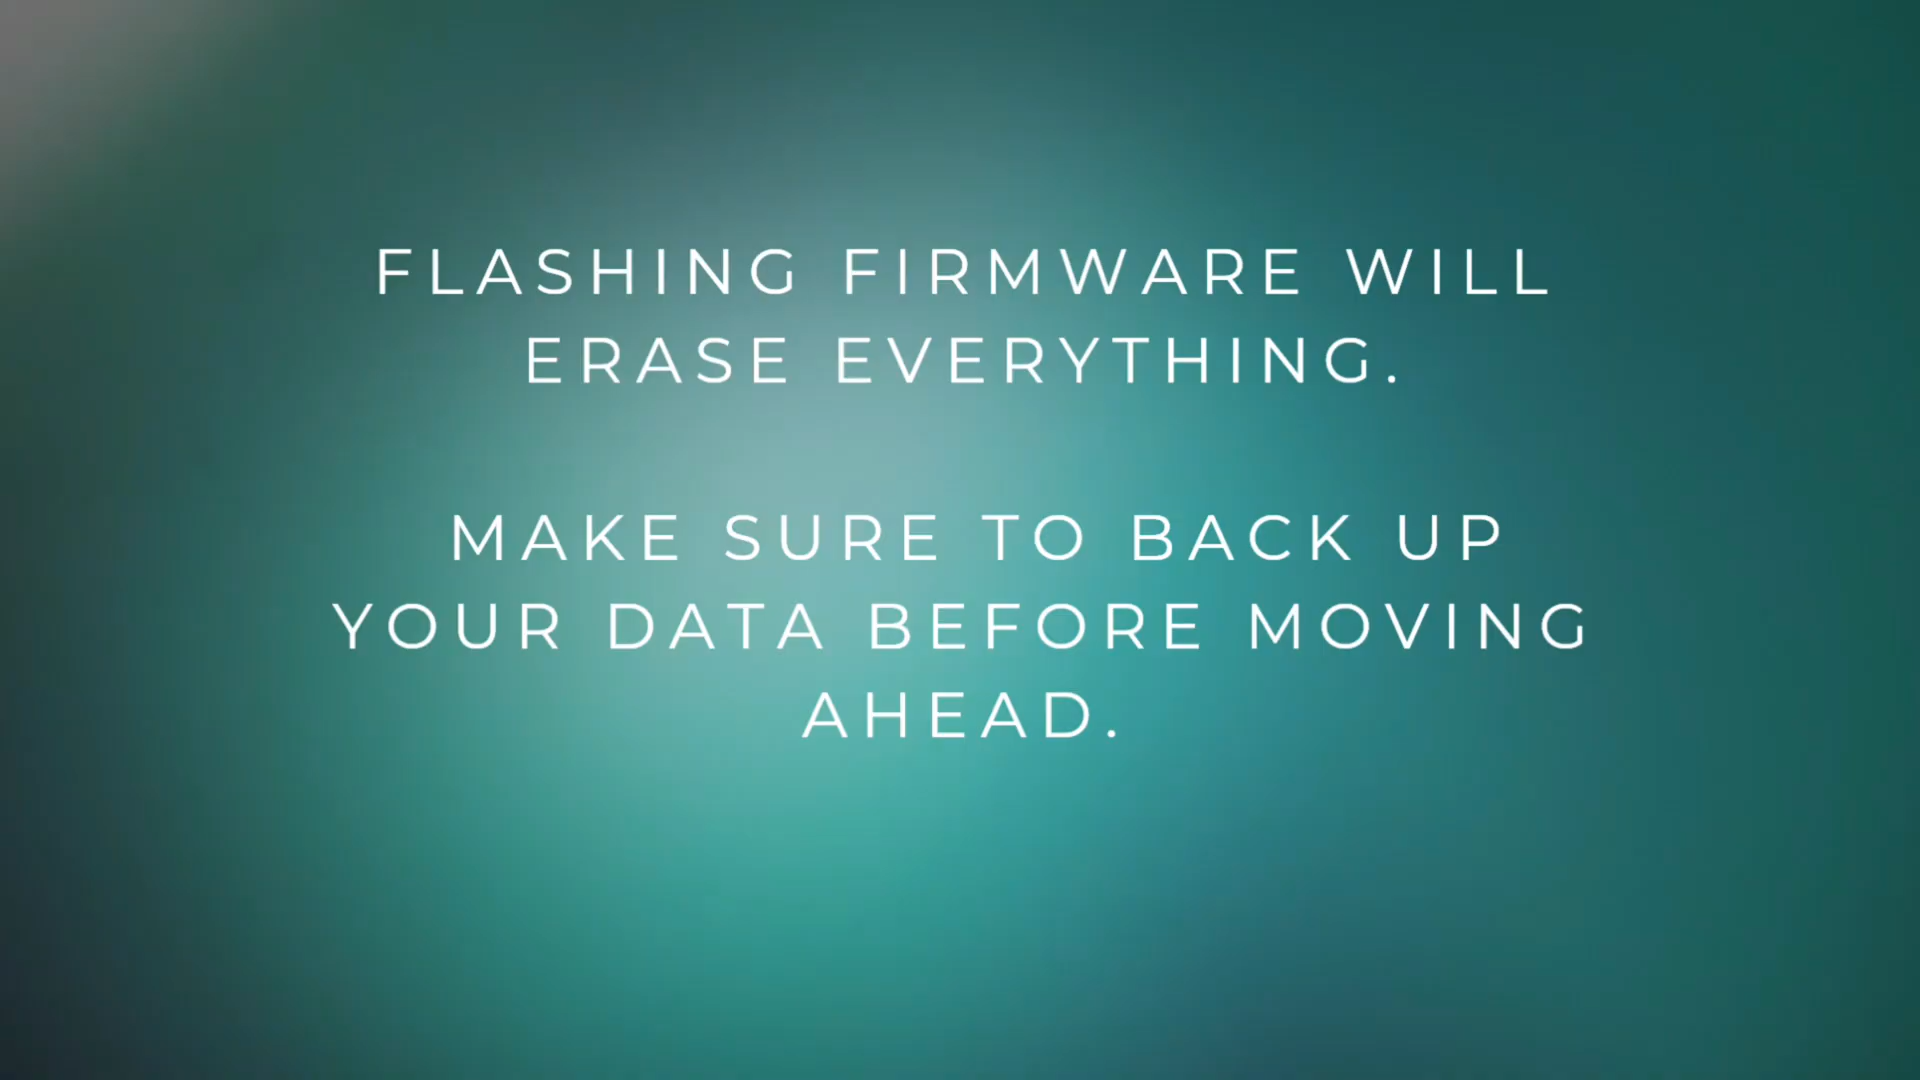 FLASHING FIRMWARE WILL
ERASE EVERYTHING.
MAKE SURE TO BACK UP
YOUR DATA BEFORE MOVING
AHEAD.